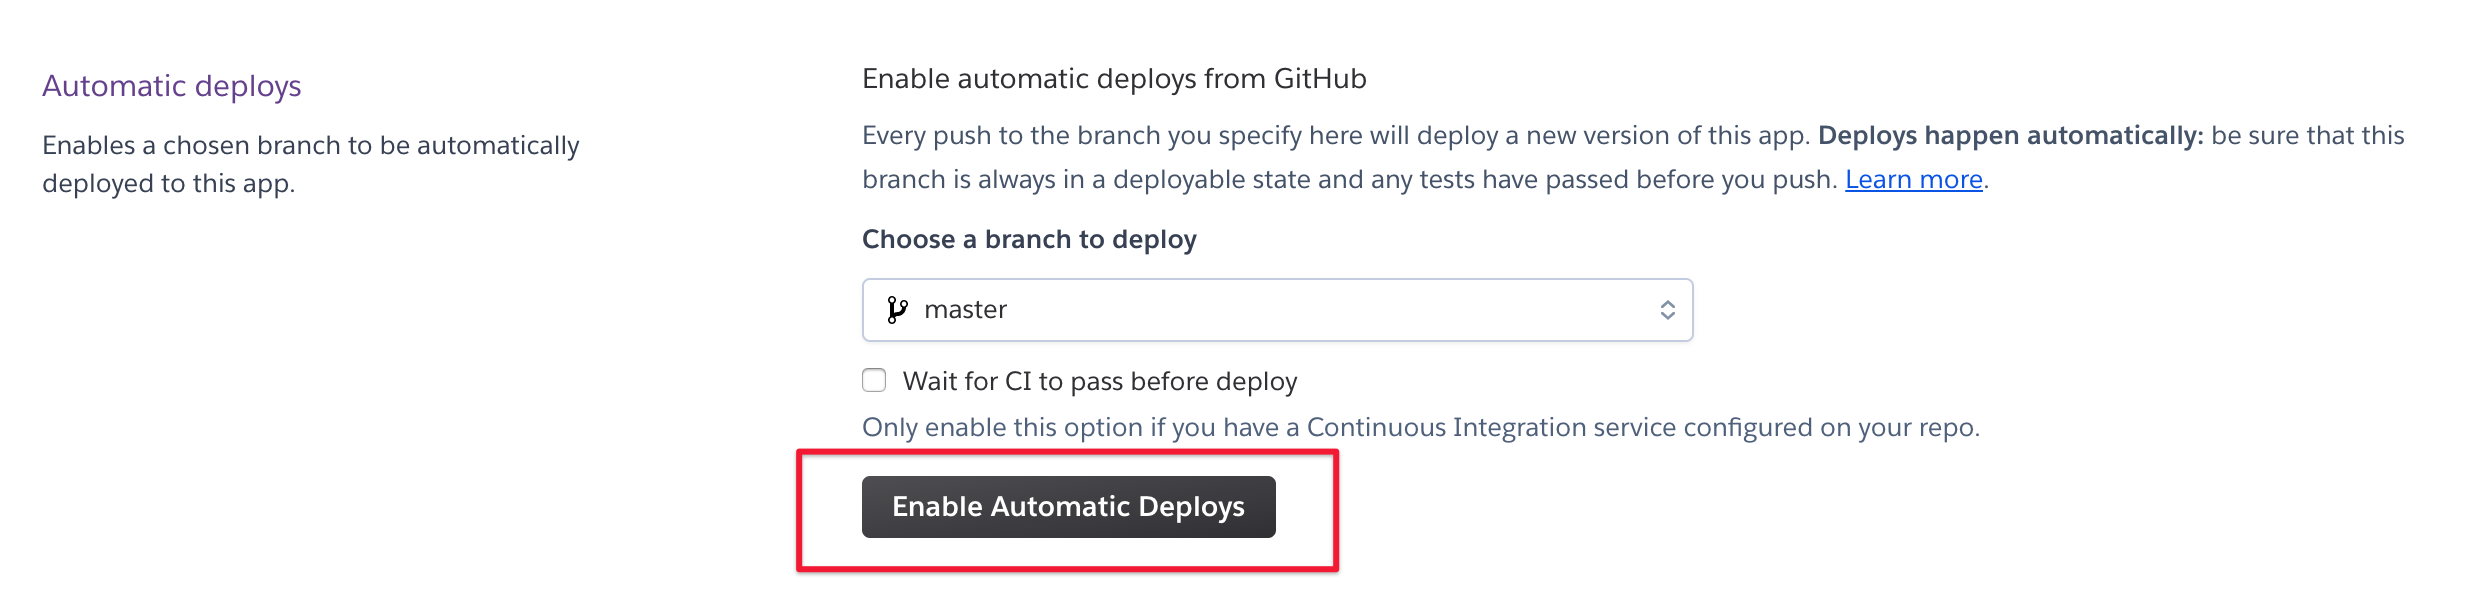 Automatic deploys
Enables a chosen branch to be automatically
deployed to this app.
Enable automatic deploys from GitHub
Every push to the branch you specify here will deploy a new version of this app. Deploys happen automatically: be sure that this
branch is always in a deployable state and any tests have passed before you push. Learn more.
Choose a branch to deploy
master
Wait for CI to pass before deploy
Only enable this option if you have a Continuous Integration service configured on your repo.
Enable Automatic Deploys